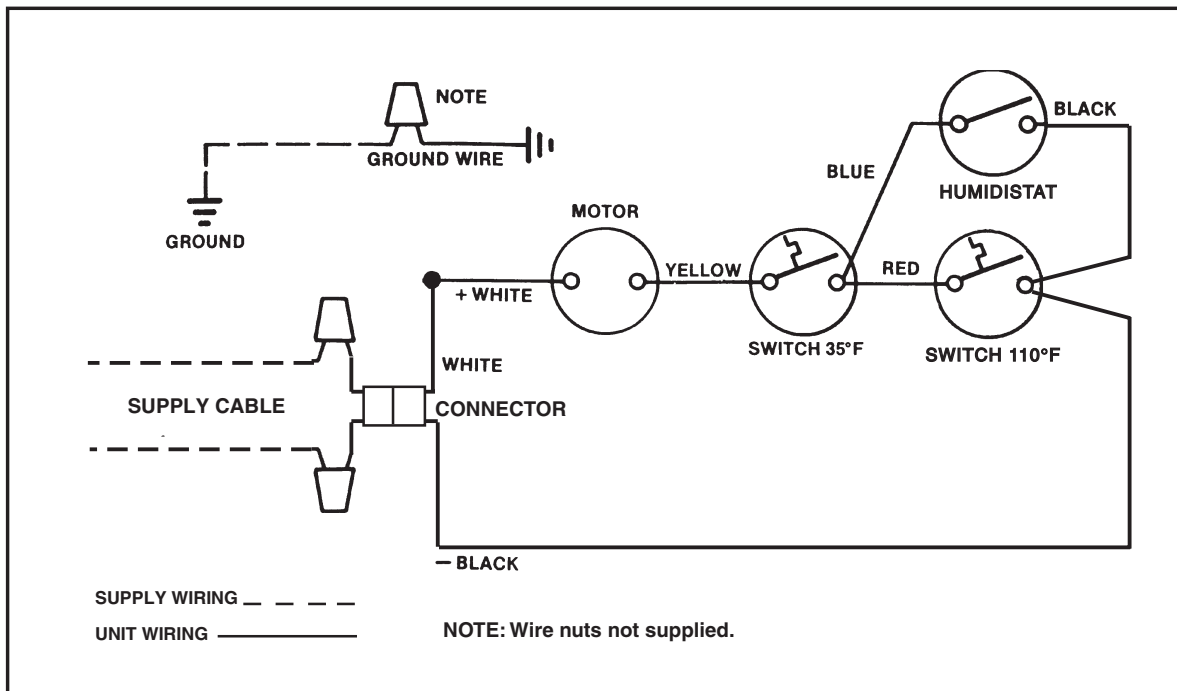 NOTE
GROUND WIRE
GROUND
BLACK
BLUE
HUMIDISTAT
MOTOR
YELLOW
RED
+ WHITE
SWITCH 35°F
SWITCH 110°F
WHITE
SUPPLY CABLE
CONNECTOR
– BLACK
SUPPLY WIRING
UNIT WIRING
NOTE: Wire nuts not supplied.